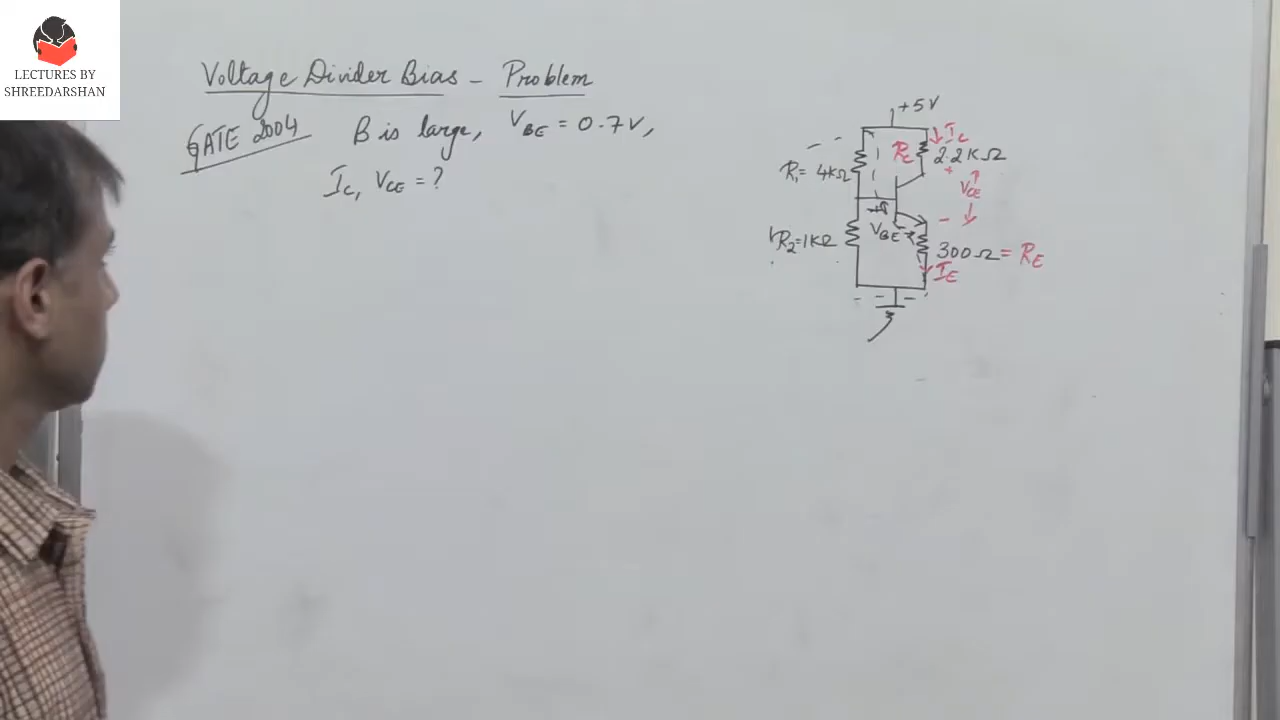 LECTURES BY
SHREEDARSHAN
Voltage Divider Bias - Problem
GATE 2004 B is large, VBE = 0.7V,
IC, VCE = ?
+5V
IC
RC 2.2KΩ
R1= 4KΩ
+
VCE
-
+
VBE -
R2=1KΩ
300Ω = RE
IE